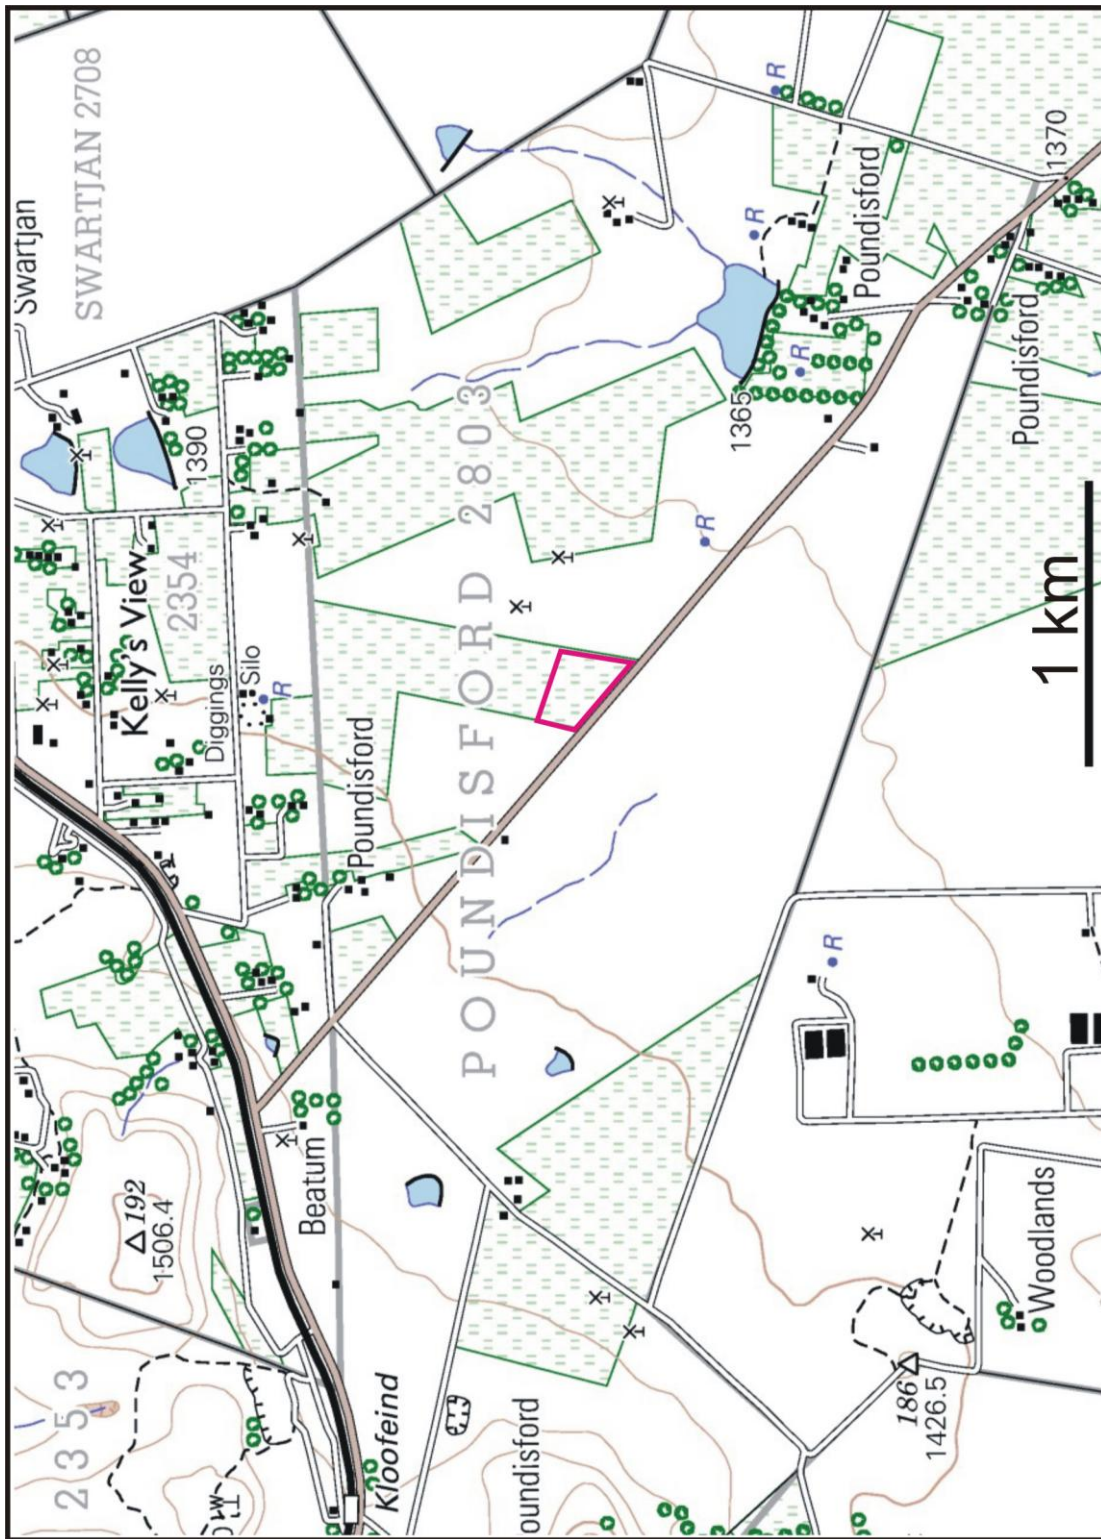 Swartjan
SWARTJAN 2708
R
1390
Kelly's View
2354
Diggings
Silo
R
Poundisford
POUNDISFORD 2803
R
R
R
R
1365
Poundisford
1370
Poundisford
1 km
R
2353
192
1506.4
Beatum
Kloofeind
oundisford
186
1426.5
Woodlands